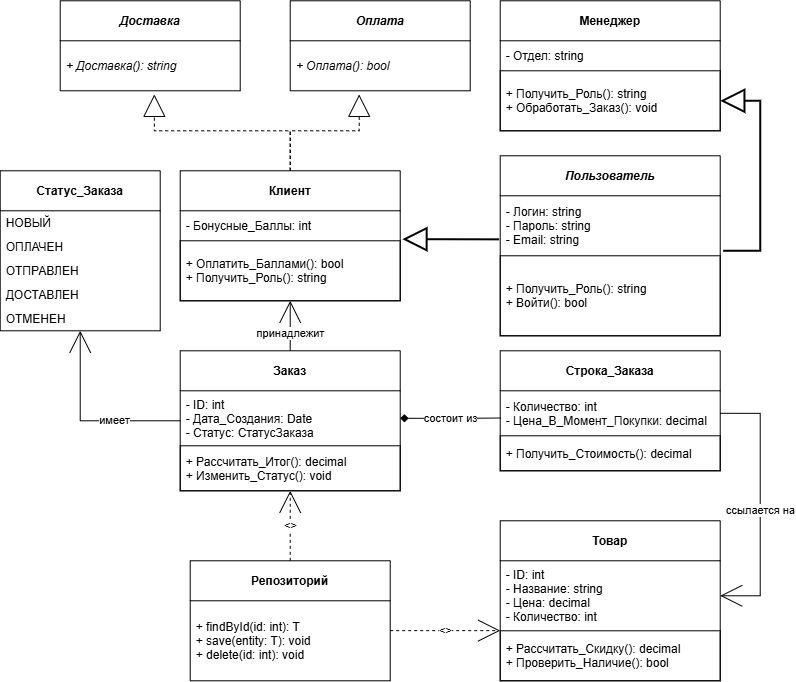 Доставка
+ Доставка(): string
Оплата
+ Оплата(): bool
Менеджер
- Отдел: string
+ Получить_Роль(): string
+ Обработать_Заказ(): void
Статус_Заказа
НОВЫЙ
ОПЛАЧЕН
ОТПРАВЛЕН
ДОСТАВЛЕН
ОТМЕНЕН
Клиент
- Бонусные_Баллы: int
+ Оплатить_Баллами(): bool
+ Получить_Роль(): string
Пользователь
- Логин: string
- Пароль: string
- Email: string
+ Получить_Роль(): string
+ Войти(): bool
принадлежит
имеет
Заказ
- ID: int
- Дата_Создания: Date
- Статус: СтатусЗаказа
+ Рассчитать_Итог(): decimal
+ Изменить_Статус(): void
состоит из
Строка_Заказа
- Количество: int
- Цена_В_Момент_Покупки: decimal
+ Получить_Стоимость(): decimal
ссылается на
<>
Репозиторий
+ findById(id: int): T
+ save(entity: T): void
+ delete(id: int): void
<>
Товар
- ID: int
- Название: string
- Цена: decimal
- Количество: int
+ Рассчитать_Скидку(): decimal
+ Проверить_Наличие(): bool